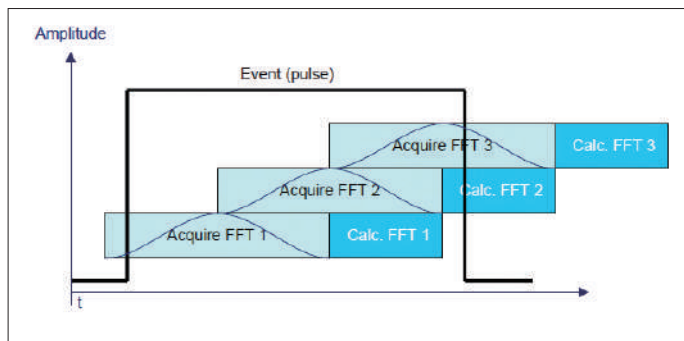 Amplitude
Event (pulse)
Acquire FFT 3
Calc. FFT 3
Acquire FFT 2
Calc. FFT 2
Acquire FFT 1
Calc. FFT 1
t